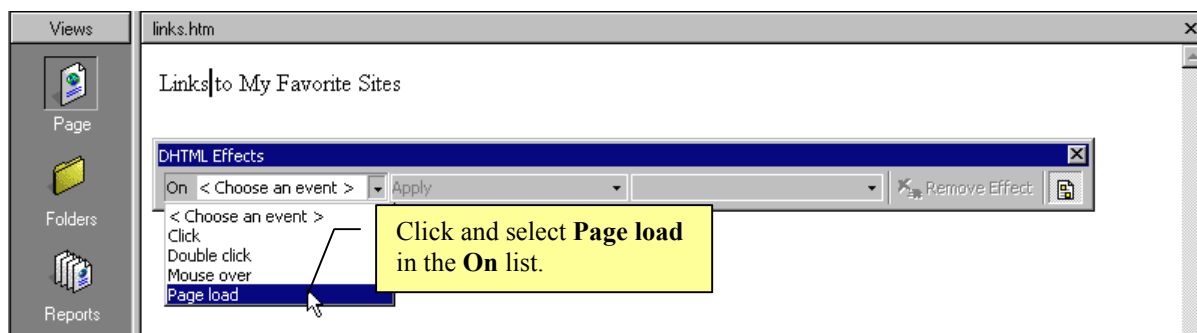 Views
links.htm
Page
Folders
Reports
Links to My Favorite Sites
DHTML Effects
On < Choose an event > Apply Remove Effect
< Choose an event >
Click
Double click
Mouse over
Page load
Click and select Page load
in the On list.